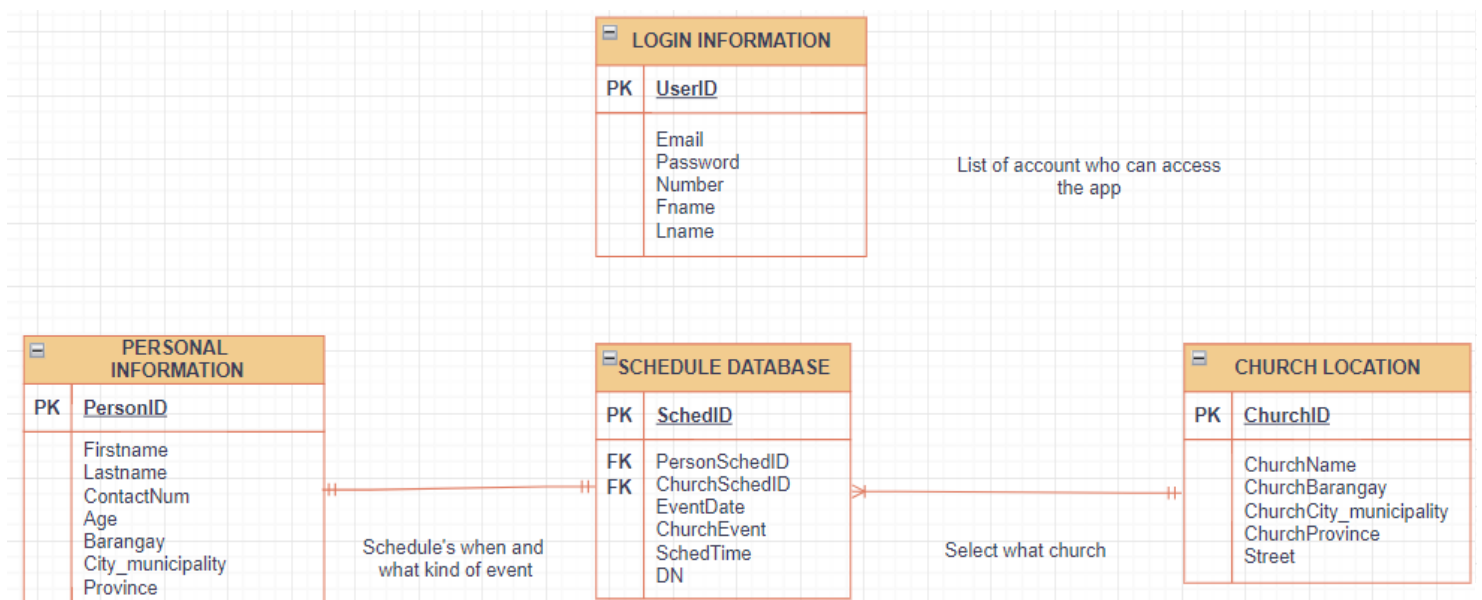 LOGIN INFORMATION
PK UserID
Email
Password
Number
Fname
Lname
List of account who can access
the app
PERSONAL
INFORMATION
PK PersonID
Firstname
Lastname
ContactNum
Age
Barangay
City_municipality
Province
Schedule's when and
what kind of event
SCHEDULE DATABASE
PK SchedID
FK PersonSchedID
FK ChurchSchedID
EventDate
ChurchEvent
SchedTime
DN
Select what church
CHURCH LOCATION
PK ChurchID
ChurchName
ChurchBarangay
ChurchCity_municipality
ChurchProvince
Street